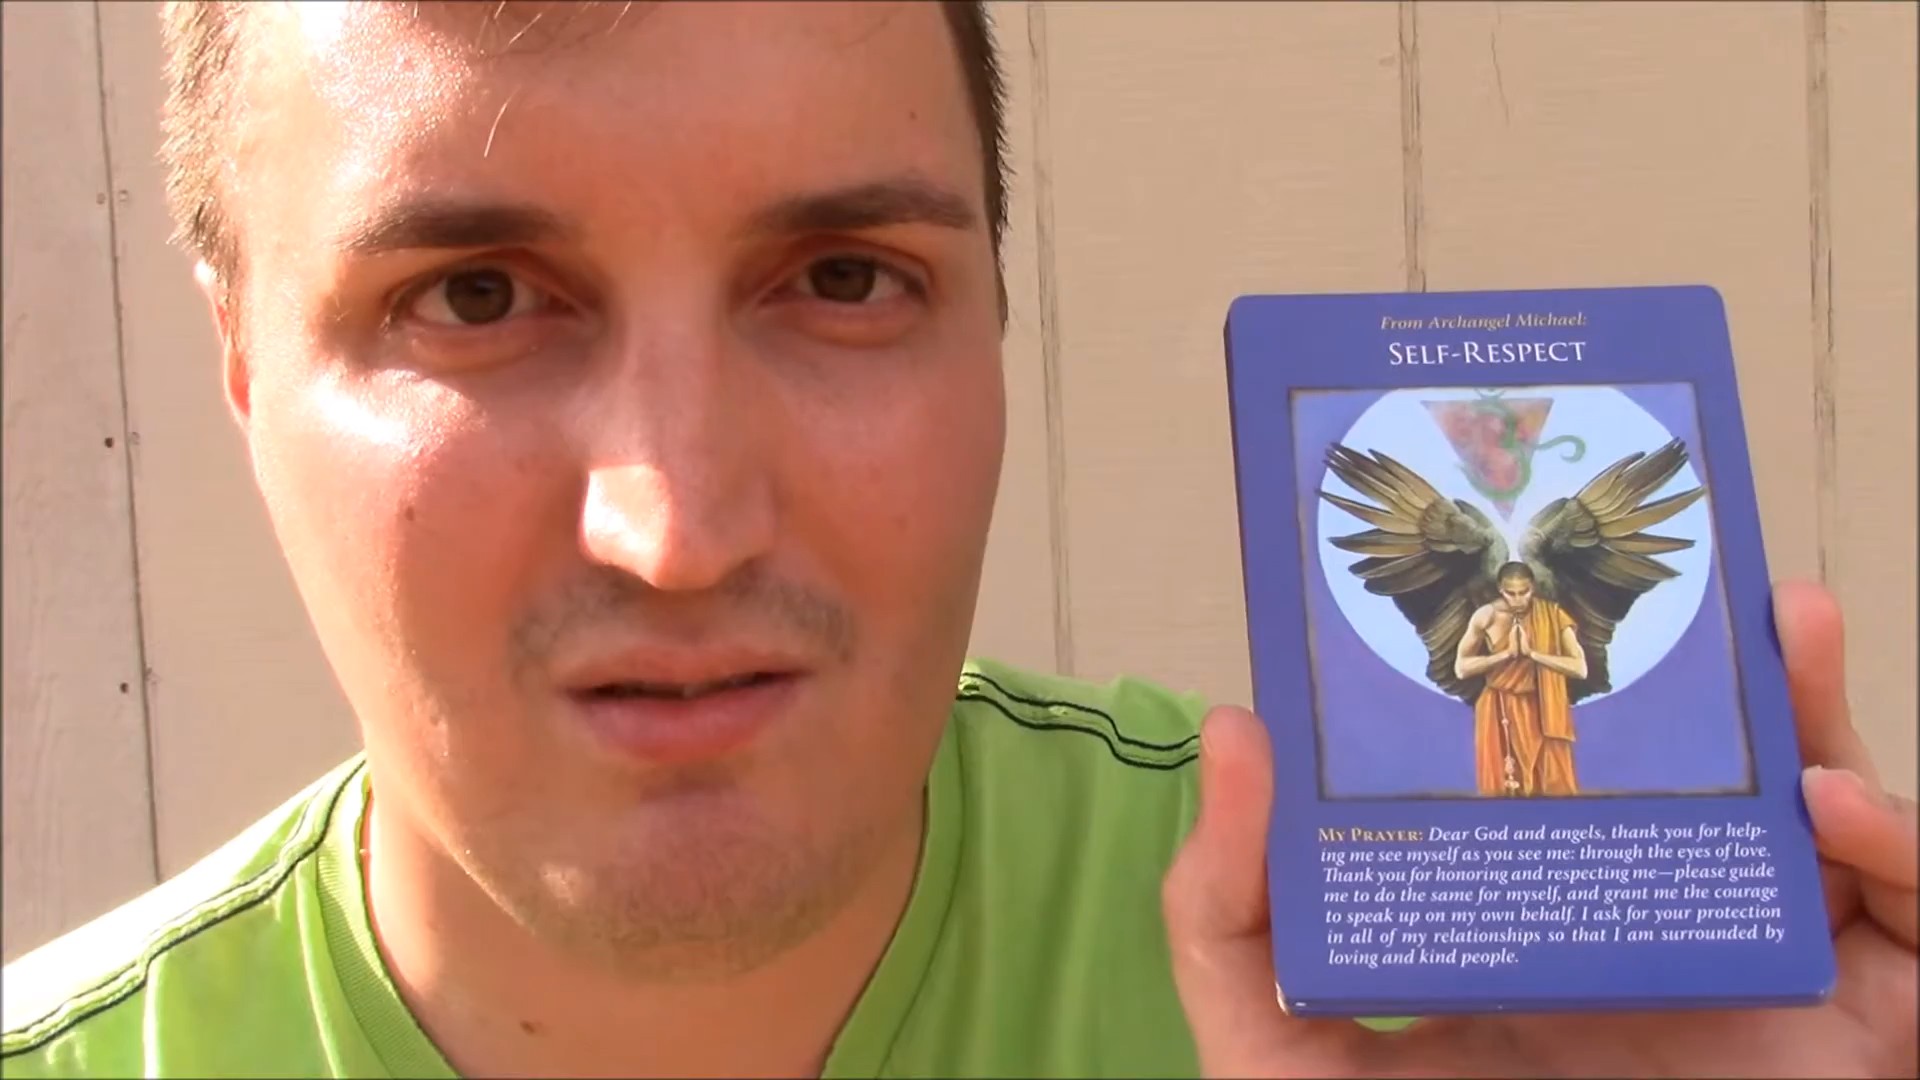 From Archangel Michael:
SELF-RESPECT
MY PRAYER: Dear God and angels, thank you for help-
ing me see myself as you see me: through the eyes of love.
Thank you for honoring and respecting me—please guide
me to do the same for myself, and grant me the courage
to speak up on my own behalf. I ask for your protection
in all of my relationships so that I am surrounded by
loving and kind people.